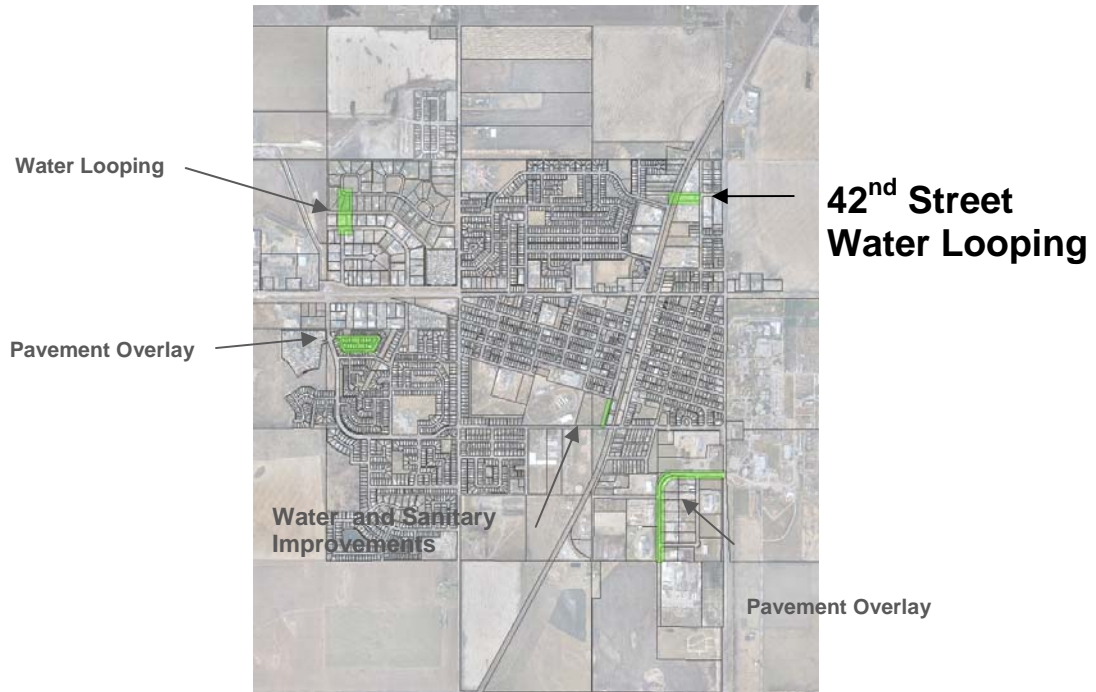 Water Looping
42nd Street
Water Looping
Pavement Overlay
Water and Sanitary
Improvements
Pavement Overlay